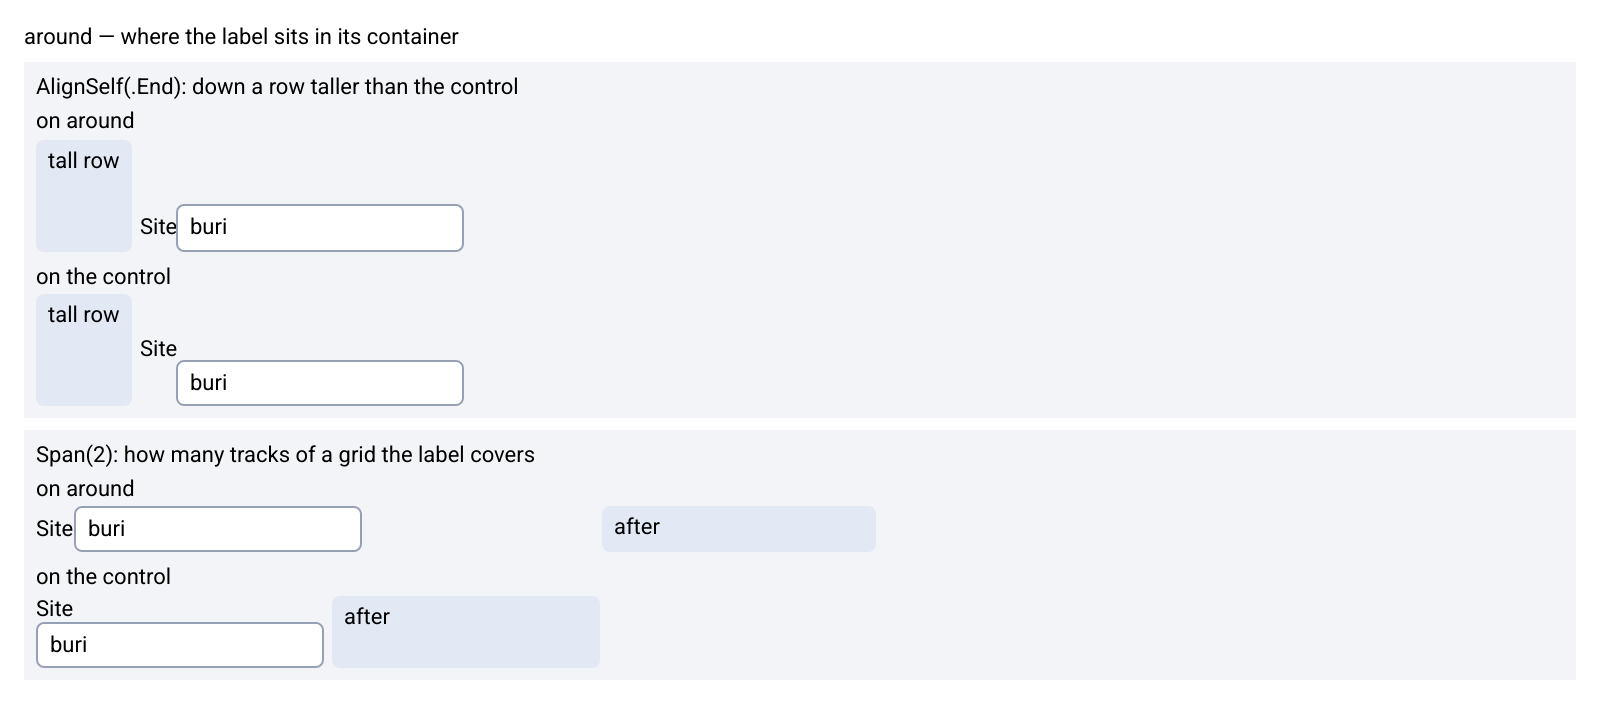 around — where the label sits in its container
AlignSelf(.End): down a row taller than the control
on around
tall row
Site buri
on the control
tall row
Site
buri
Span(2): how many tracks of a grid the label covers
on around
Site buri after
on the control
Site
after
buri